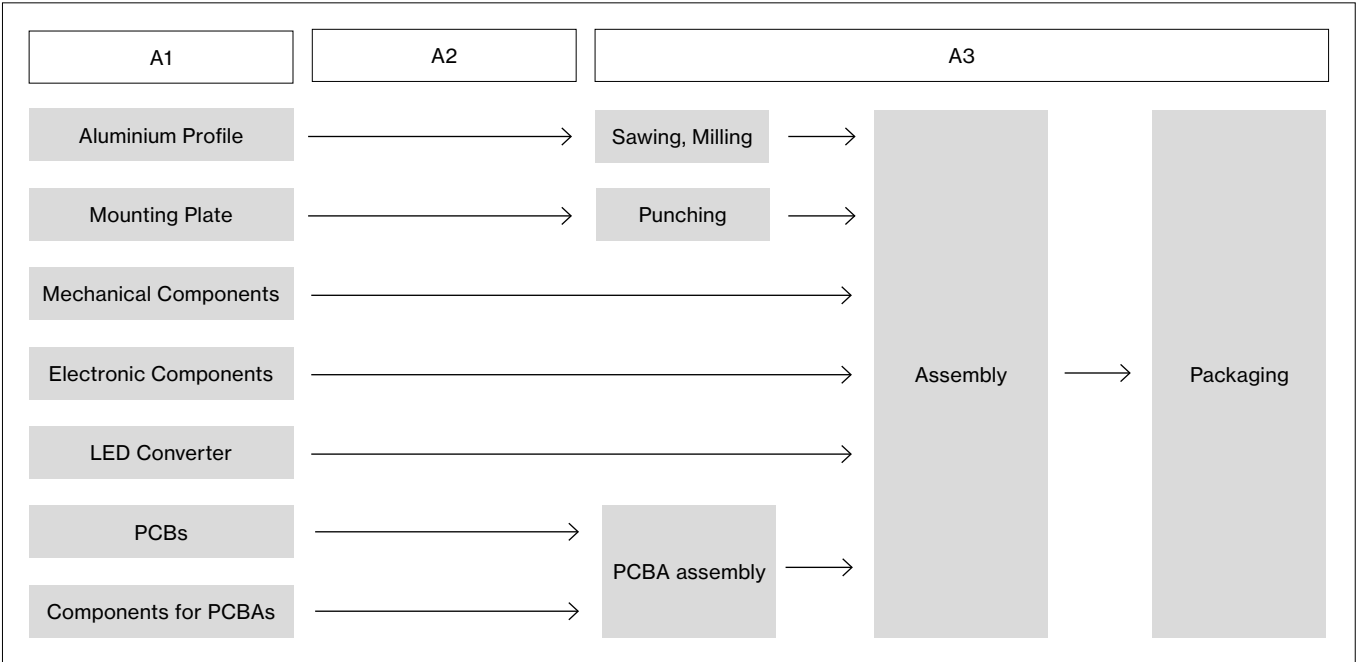 A1
A2
A3
Aluminium Profile
Sawing, Milling
Mounting Plate
Punching
Mechanical Components
Electronic Components
Assembly
Packaging
LED Converter
PCBs
PCBA assembly
Components for PCBAs